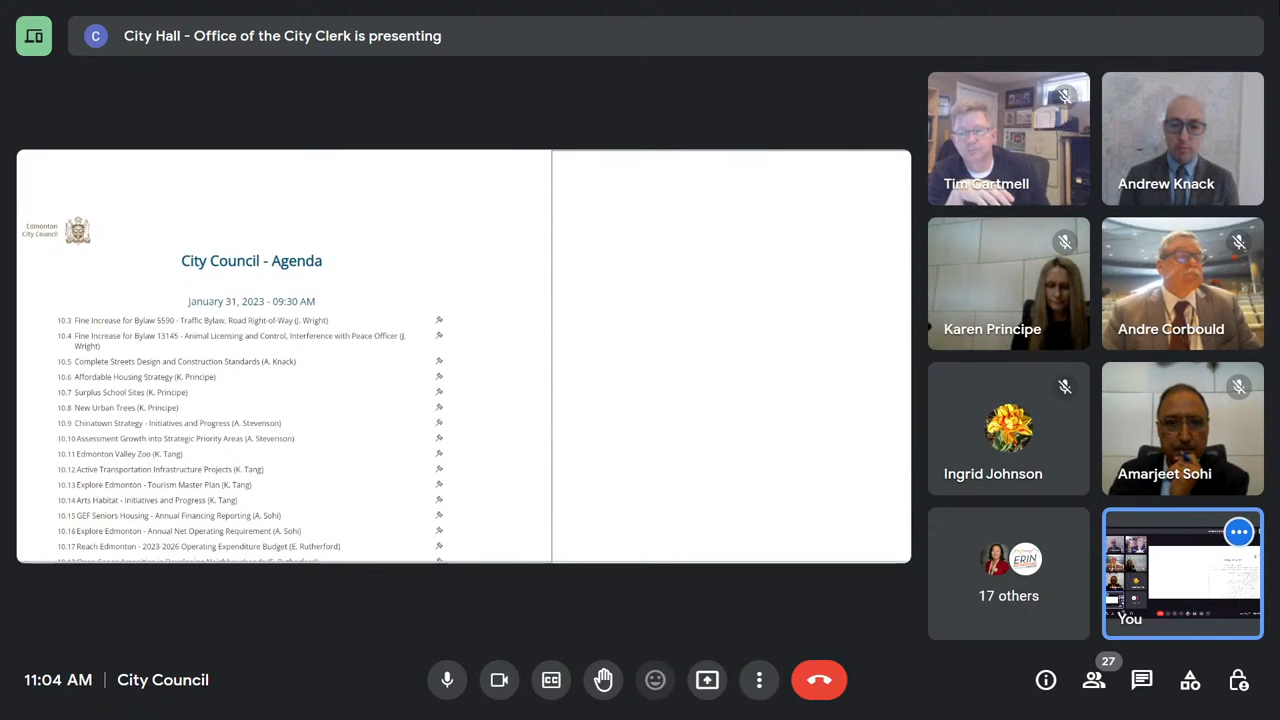 C City Hall - Office of the City Clerk is presenting
Edmonton
City Council
City Council - Agenda
January 31, 2023 - 09:30 AM
10.3 Fine Increase for Bylaw 5590 - Traffic Bylaw, Road Right-of-Way (J. Wright)
10.4 Fine Increase for Bylaw 13145 - Animal Licensing and Control, Interference with Peace Officer (J.
Wright)
10.5 Complete Streets Design and Construction Standards (A. Knack)
10.6 Affordable Housing Strategy (K. Principe)
10.7 Surplus School Sites (K. Principe)
10.8 New Urban Trees (K. Principe)
10.9 Chinatown Strategy - Initiatives and Progress (A. Stevenson)
10.10 Assessment Growth into Strategic Priority Areas (A. Stevenson)
10.11 Edmonton Valley Zoo (K. Tang)
10.12 Active Transportation Infrastructure Projects (K. Tang)
10.13 Explore Edmonton - Tourism Master Plan (K. Tang)
10.14 Arts Habitat - Initiatives and Progress (K. Tang)
10.15 GEF Seniors Housing - Annual Financial Reporting (A. Sohi)
10.16 Explore Edmonton - Annual Net Operating Requirement (A. Sohi)
10.17 Reach Edmonton - 2023-2026 Operating Expenditure Budget (E. Rutherford)
Tim Cartmell
Andrew Knack
Karen Principe
Andre Corbould
Ingrid Johnson
Amarjeet Sohi
ERIN
17 others
You
11:04 AM City Council
27